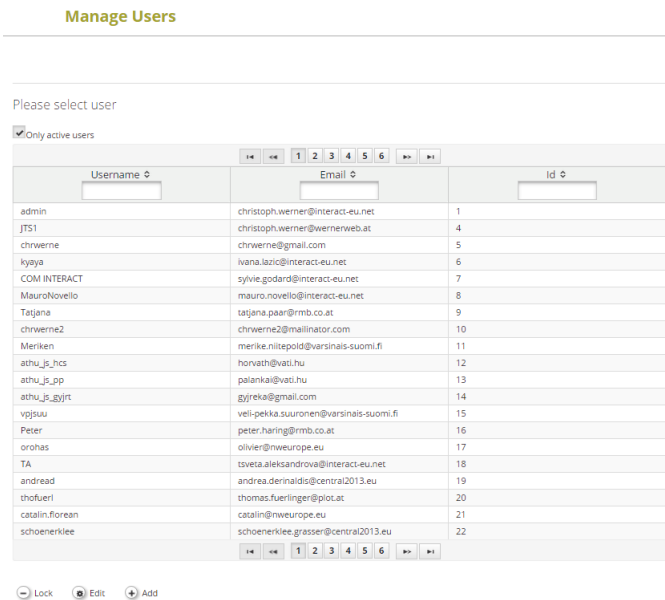 Manage Users
Please select user
Only active users
1 2 3 4 5 6
Username Email Id
admin christoph.werner@interact-eu.net 1
JTS1 christoph.werner@wernerweb.at 4
chrwerne chrwerne@gmail.com 5
kyaya ivana.lazic@interact-eu.net 6
COM INTERACT sylvie.godard@interact-eu.net 7
MauroNovello mauro.novello@interact-eu.net 8
Tatjana tatjana.paar@rmb.co.at 9
chrwerne2 chrwerne2@mailinator.com 10
Meriken merike.niitepold@varsinais-suomi.fi 11
athu_js_hcs horvath@vati.hu 12
athu_js_pp palankai@vati.hu 13
athu_js_gyjrt gyjreka@gmail.com 14
vpjsuu veli-pekka.suuronen@varsinais-suomi.fi 15
Peter peter.haring@rmb.co.at 16
orohas olivier@nweurope.eu 17
TA tsveta.aleksandrova@interact-eu.net 18
andread andrea.derinaldis@central2013.eu 19
thofuerl thomas.fuerlinger@plot.at 20
catalin.florean catalin@nweurope.eu 21
schoenerklee schoenerklee.grasser@central2013.eu 22
1 2 3 4 5 6
Lock Edit Add